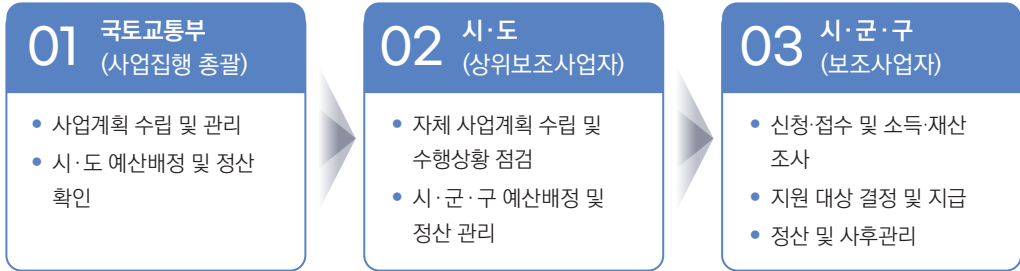 01 국토교통부
(사업집행 총괄)
• 사업계획 수립 및 관리
• 시·도 예산배정 및 정산
확인
02 시·도
(상위보조사업자)
• 자체 사업계획 수립 및
수행상황 점검
• 시·군·구 예산배정 및
정산 관리
03 시·군·구
(보조사업자)
• 신청·접수 및 소득·재산
조사
• 지원 대상 결정 및 지급
• 정산 및 사후관리